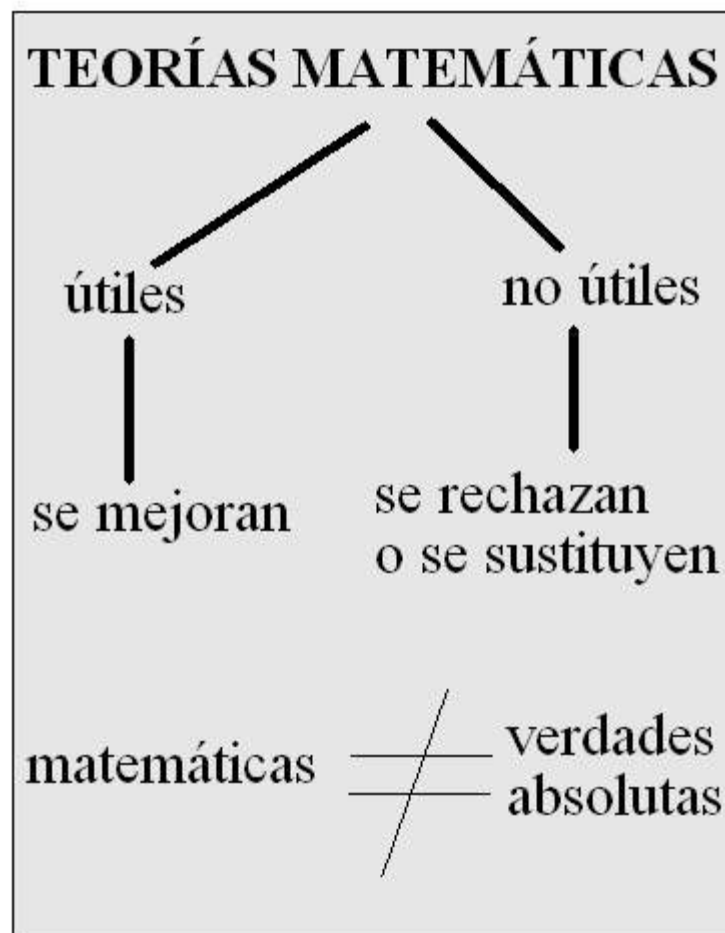 TEORÍAS MATEMÁTICAS
útiles
no útiles
se mejoran
se rechazan
o se sustituyen
matemáticas ≠ verdades
absolutas